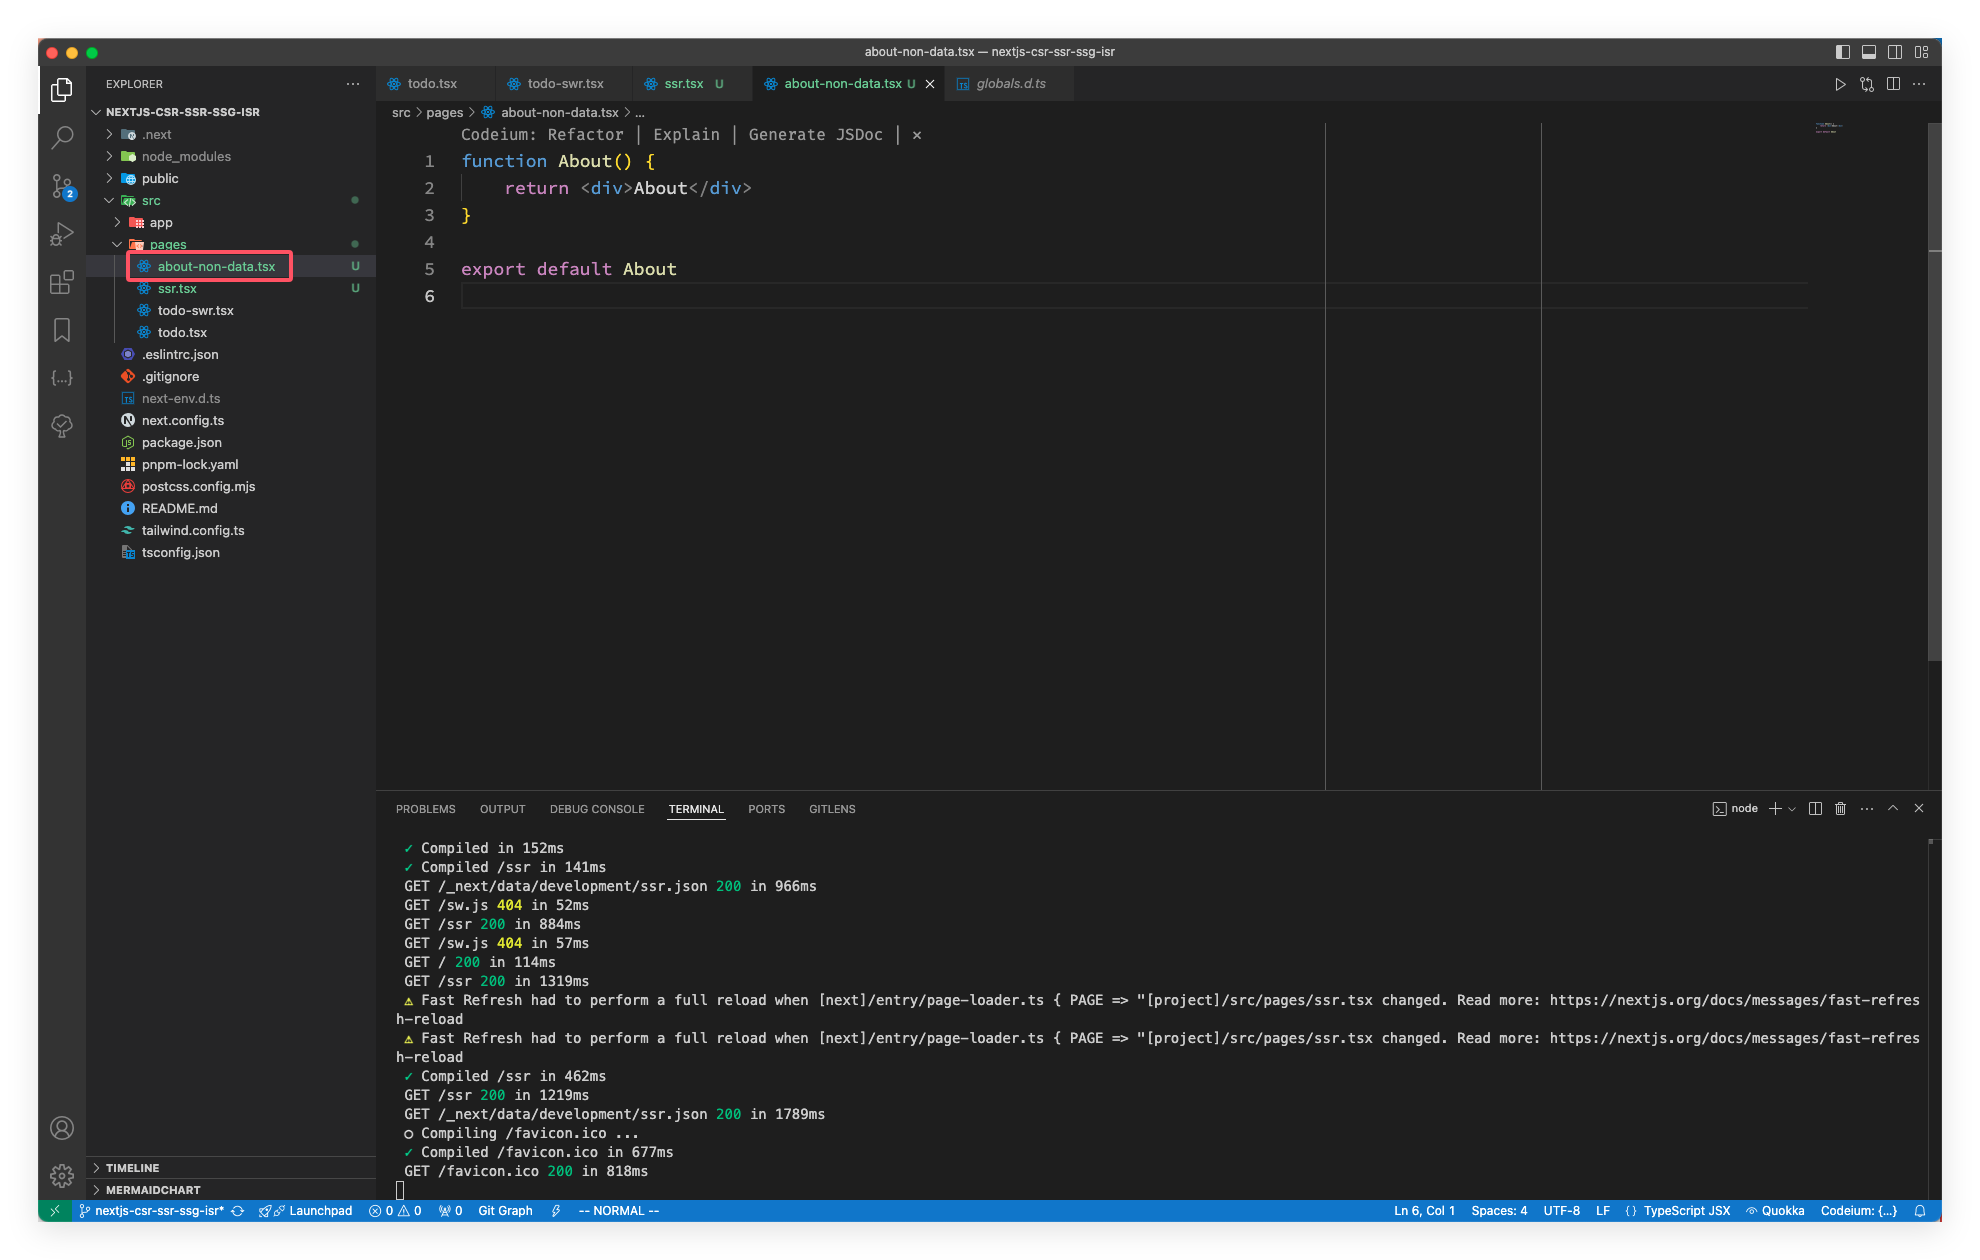 about-non-data.tsx — nextjs-csr-ssr-ssg-isr
EXPLORER
NEXTJS-CSR-SSR-SSG-ISR
.next
node_modules
public
src
app
pages
about-non-data.tsx U
ssr.tsx U
todo-swr.tsx
todo.tsx
.eslintrc.json
.gitignore
next-env.d.ts
next.config.ts
package.json
pnpm-lock.yaml
postcss.config.mjs
README.md
tailwind.config.ts
tsconfig.json
TIMELINE
MERMAIDCHART
2
todo.tsx todo-swr.tsx ssr.tsx U about-non-data.tsx U globals.d.ts
src > pages > about-non-data.tsx > ...
Codeium: Refactor | Explain | Generate JSDoc | ×
1 function About() {
2 return <div>About</div>
3 }
4
5 export default About
6
PROBLEMS OUTPUT DEBUG CONSOLE TERMINAL PORTS GITLENS
node
✓ Compiled in 152ms
✓ Compiled /ssr in 141ms
GET /_next/data/development/ssr.json 200 in 966ms
GET /sw.js 404 in 52ms
GET /ssr 200 in 884ms
GET /sw.js 404 in 57ms
GET / 200 in 114ms
GET /ssr 200 in 1319ms
⚠ Fast Refresh had to perform a full reload when [next]/entry/page-loader.ts { PAGE => "[project]/src/pages/ssr.tsx changed. Read more: https://nextjs.org/docs/messages/fast-refres
h-reload
⚠ Fast Refresh had to perform a full reload when [next]/entry/page-loader.ts { PAGE => "[project]/src/pages/ssr.tsx changed. Read more: https://nextjs.org/docs/messages/fast-refres
h-reload
✓ Compiled /ssr in 462ms
GET /ssr 200 in 1219ms
GET /_next/data/development/ssr.json 200 in 1789ms
○ Compiling /favicon.ico ...
✓ Compiled /favicon.ico in 677ms
GET /favicon.ico 200 in 818ms
nextjs-csr-ssr-ssg-isr* Launchpad 0 0 0 Git Graph -- NORMAL -- Ln 6, Col 1 Spaces: 4 UTF-8 LF {} TypeScript JSX Quokka Codeium: {...}